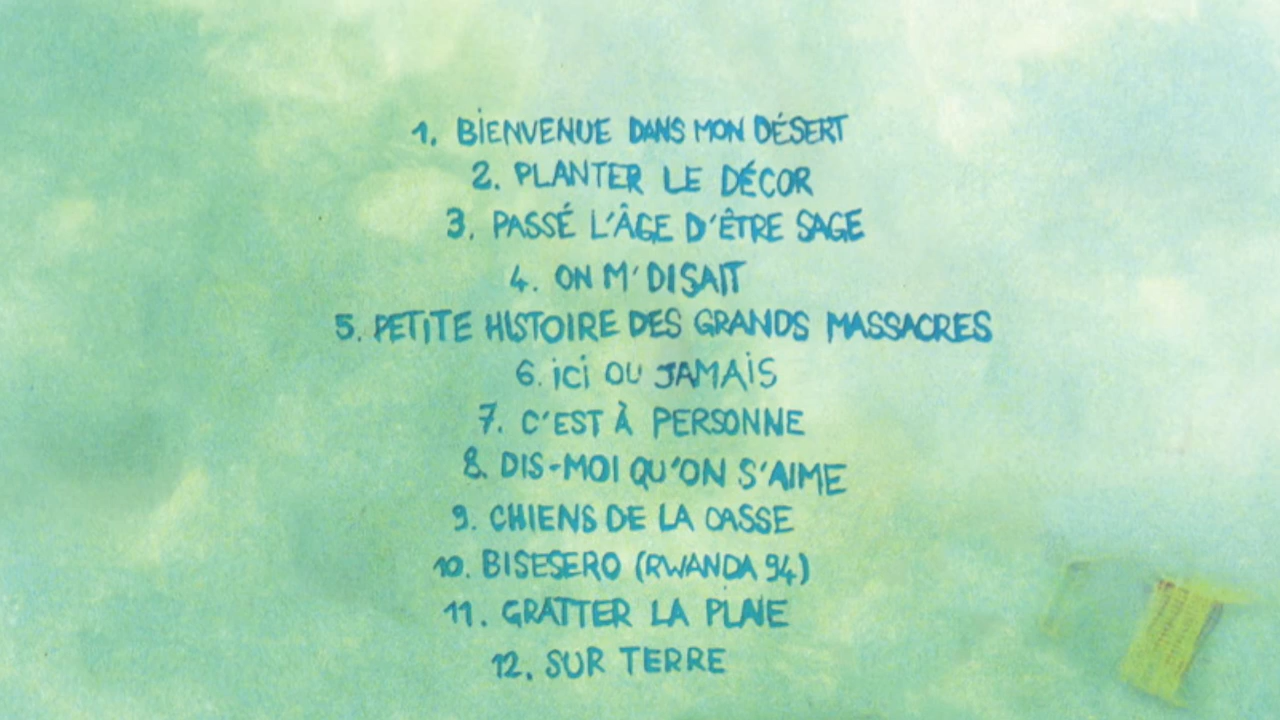 1. BIENVENUE DANS MON DÉSERT
2. PLANTER LE DÉCOR
3. PASSÉ L'ÂGE D'ÊTRE SAGE
4. ON M'DISAIT
5. PETITE HISTOIRE DES GRANDS MASSACRES
6. ICI OU JAMAIS
7. C'EST À PERSONNE
8. DIS-MOI QU'ON S'AIME
9. CHIENS DE LA CASSE
10. BISESERO (RWANDA 94)
11. GRATTER LA PLAIE
12. SUR TERRE